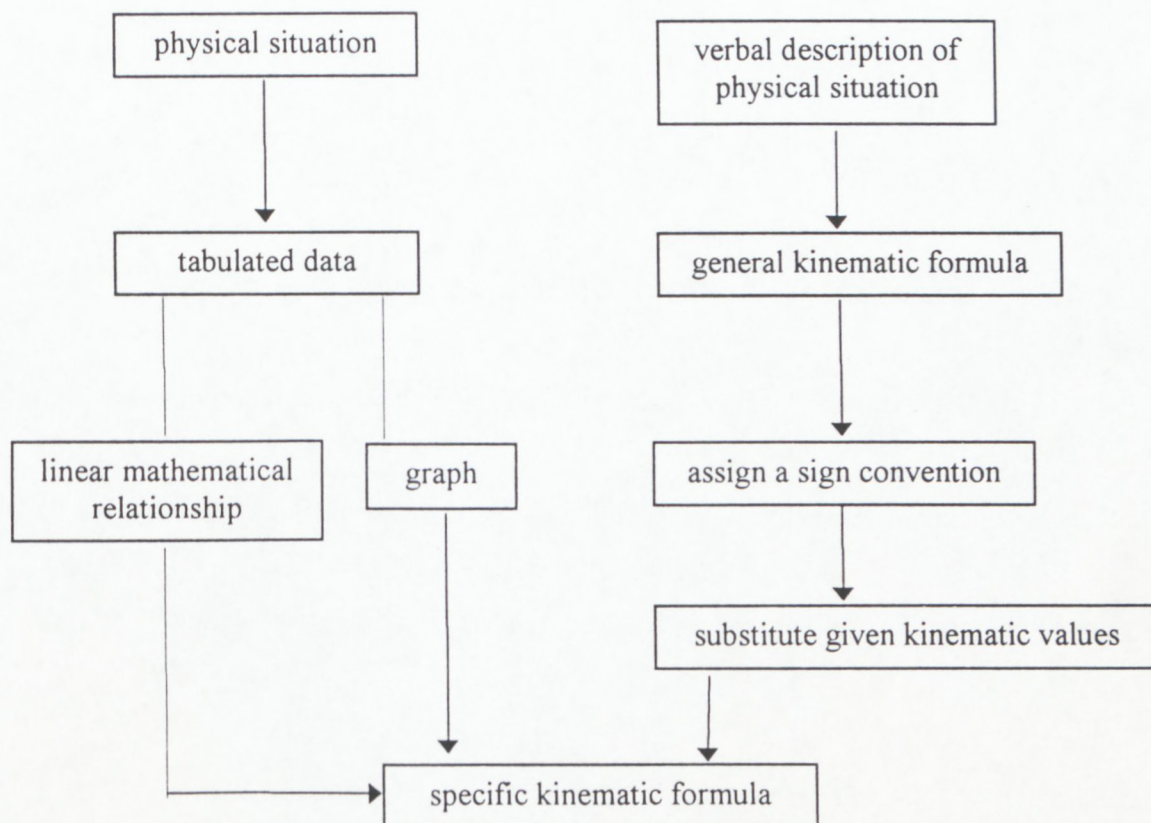 physical situation
verbal description of
physical situation
tabulated data
general kinematic formula
linear mathematical
relationship
graph
assign a sign convention
substitute given kinematic values
specific kinematic formula